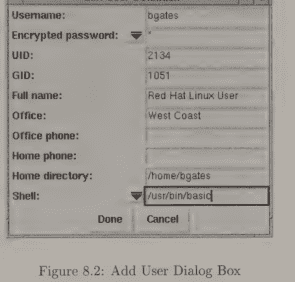 Username: bgates
Encrypted password: *
UID: 2134
GID: 1051
Full name: Red Hat Linux User
Office: West Coast
Office phone:
Home phone:
Home directory: /home/bgates
Shell: /usr/bin/basic
Done Cancel
Figure 8.2: Add User Dialog Box